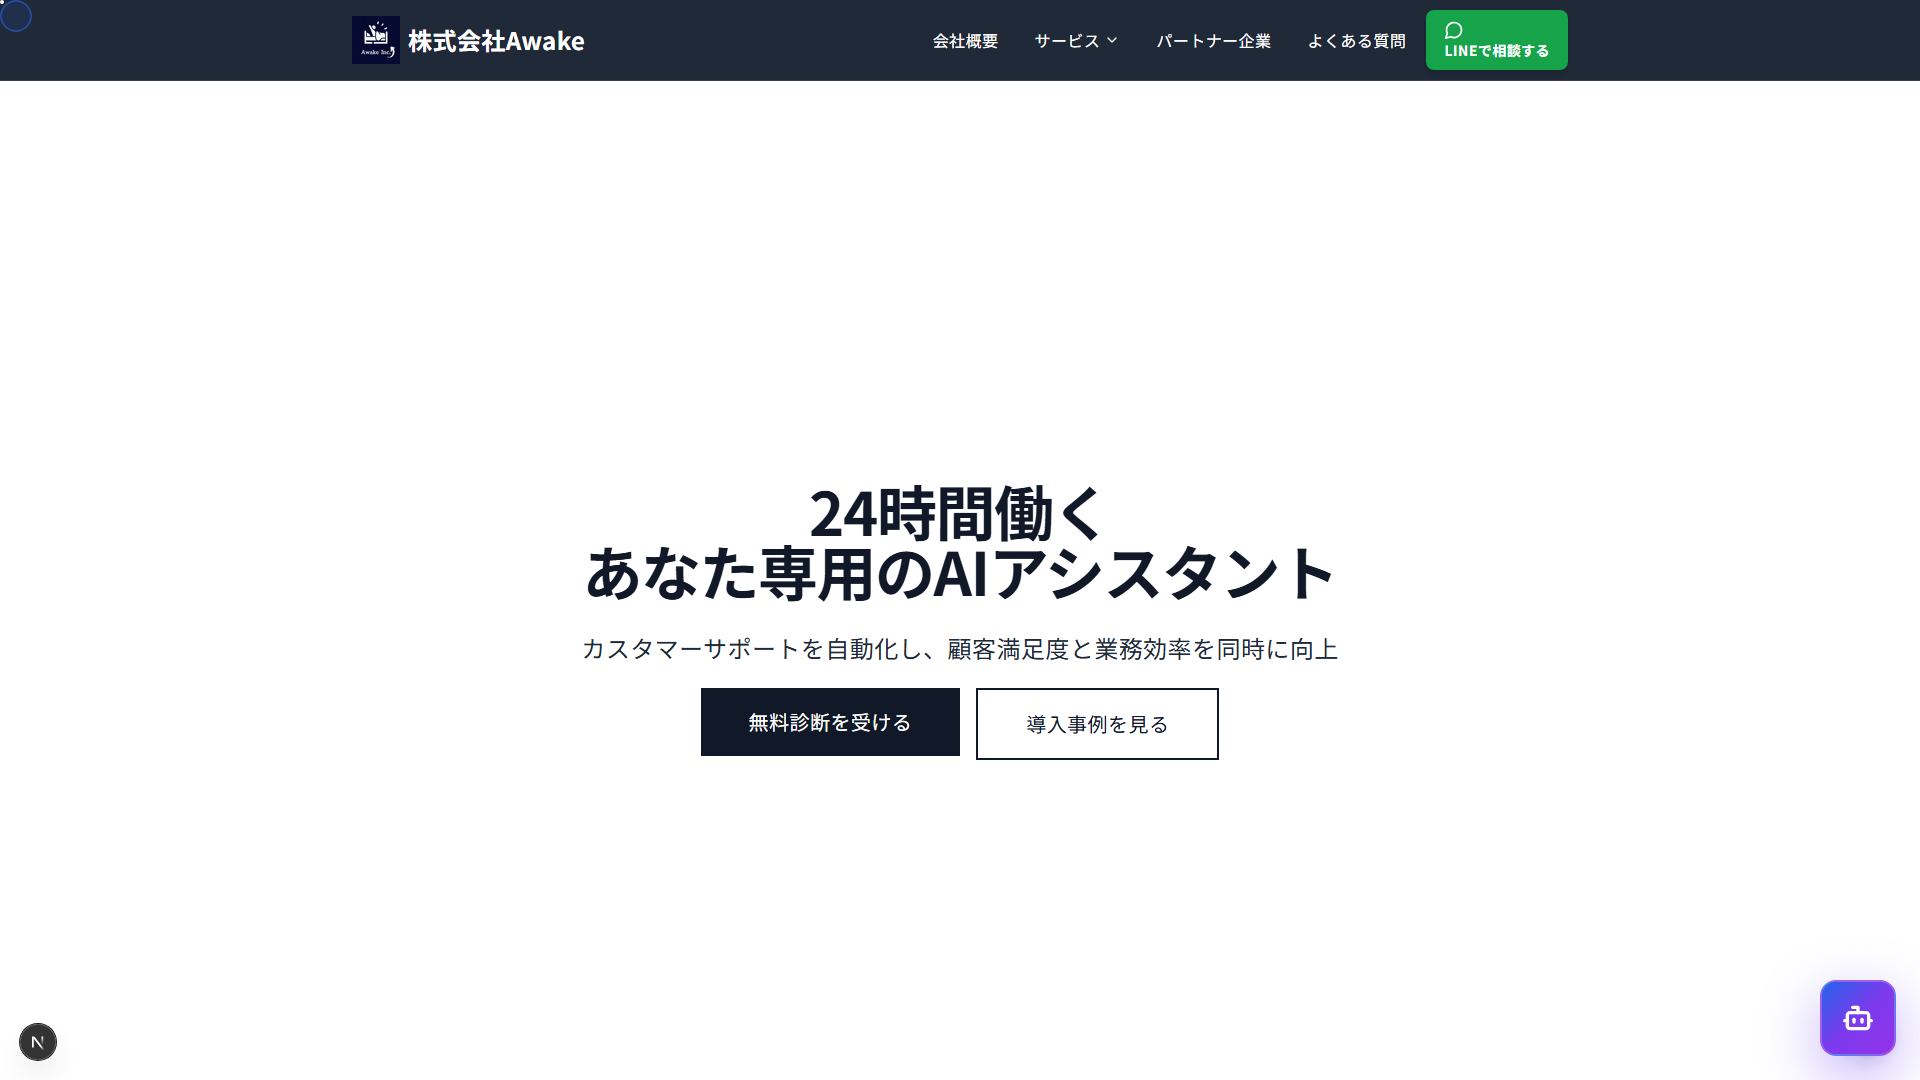 Awake Inc.
株式会社Awake
会社概要
サービス
パートナー企業
よくある質問
LINEで相談する
24時間働く
あなた専用のAIアシスタント
カスタマーサポートを自動化し、顧客満足度と業務効率を同時に向上
無料診断を受ける
導入事例を見る
N